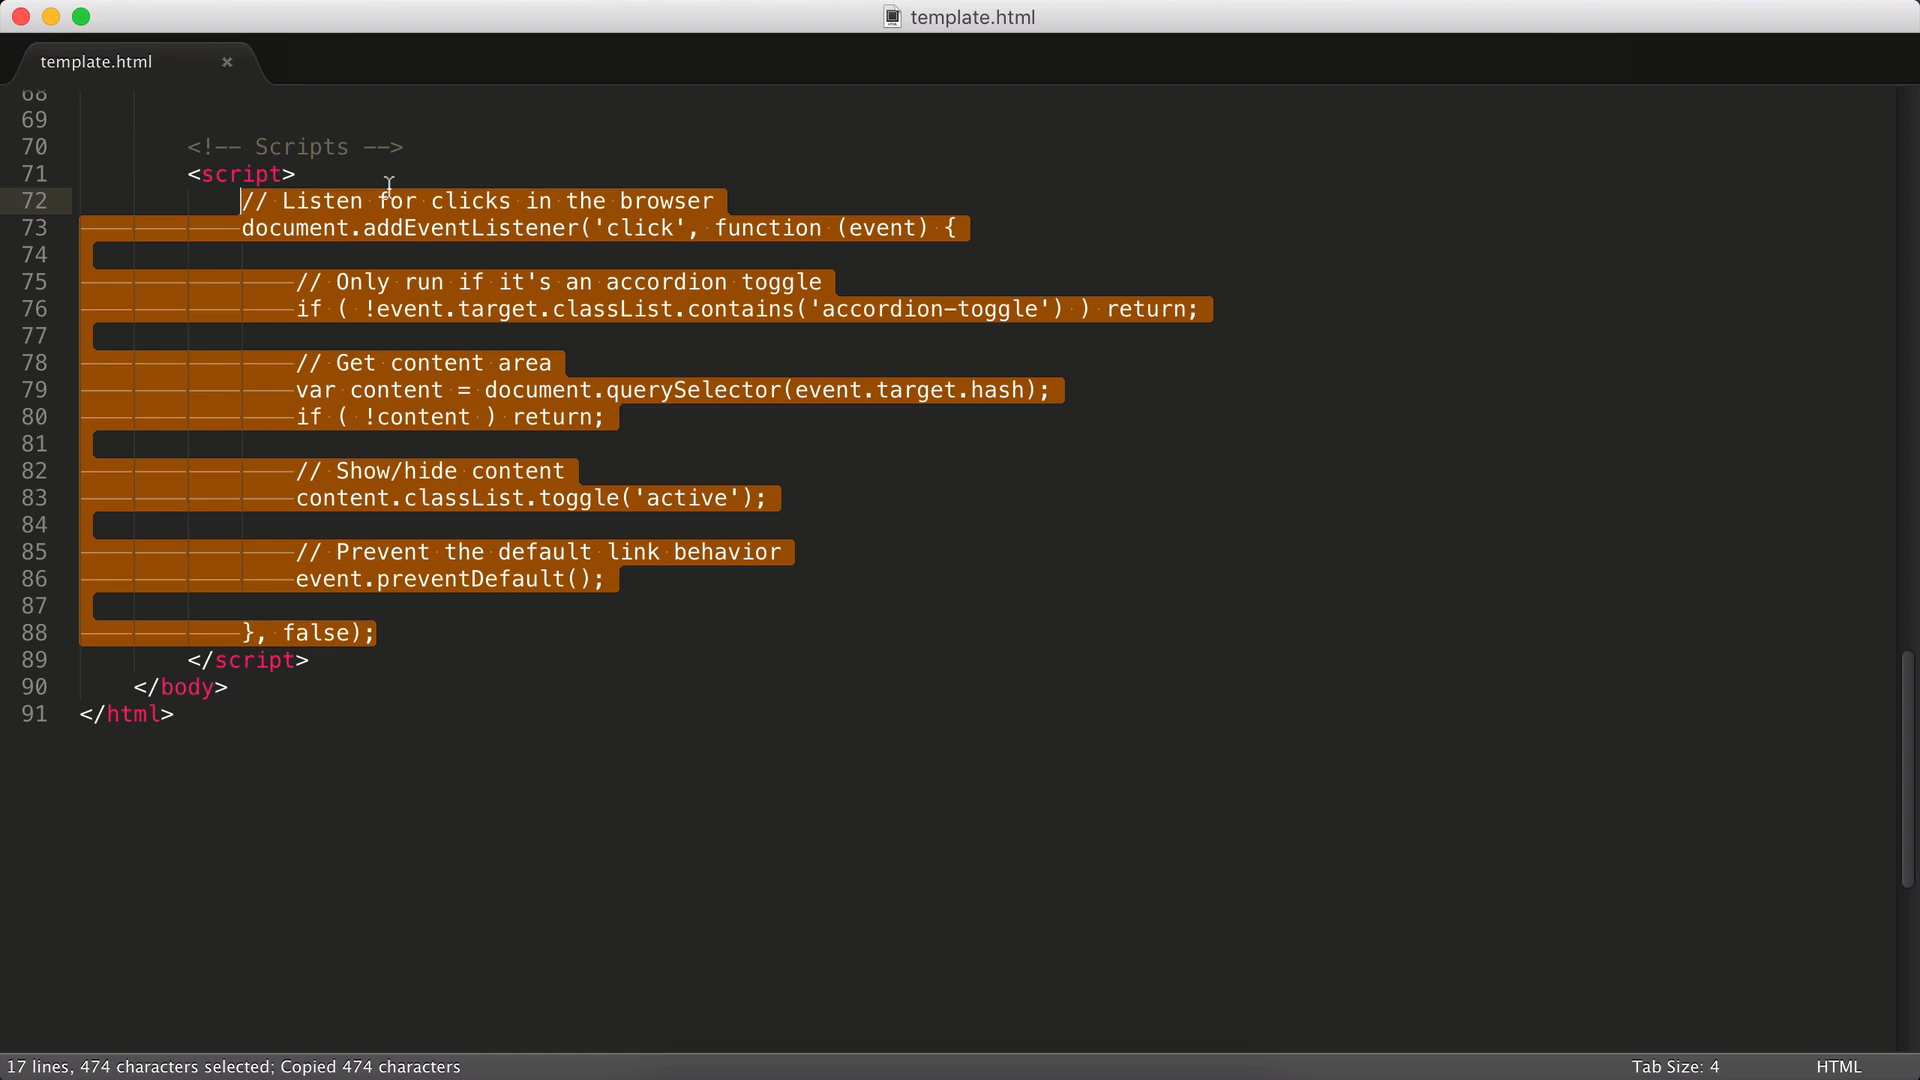 template.html
template.html ×
68
69
70 <!-- Scripts -->
71 <script>
72 // Listen for clicks in the browser
73 document.addEventListener('click', function (event) {
74
75 // Only run if it's an accordion toggle
76 if ( !event.target.classList.contains('accordion-toggle') ) return;
77
78 // Get content area
79 var content = document.querySelector(event.target.hash);
80 if ( !content ) return;
81
82 // Show/hide content
83 content.classList.toggle('active');
84
85 // Prevent the default link behavior
86 event.preventDefault();
87
88 }, false);
89 </script>
90 </body>
91 </html>
17 lines, 474 characters selected; Copied 474 characters Tab Size: 4 HTML